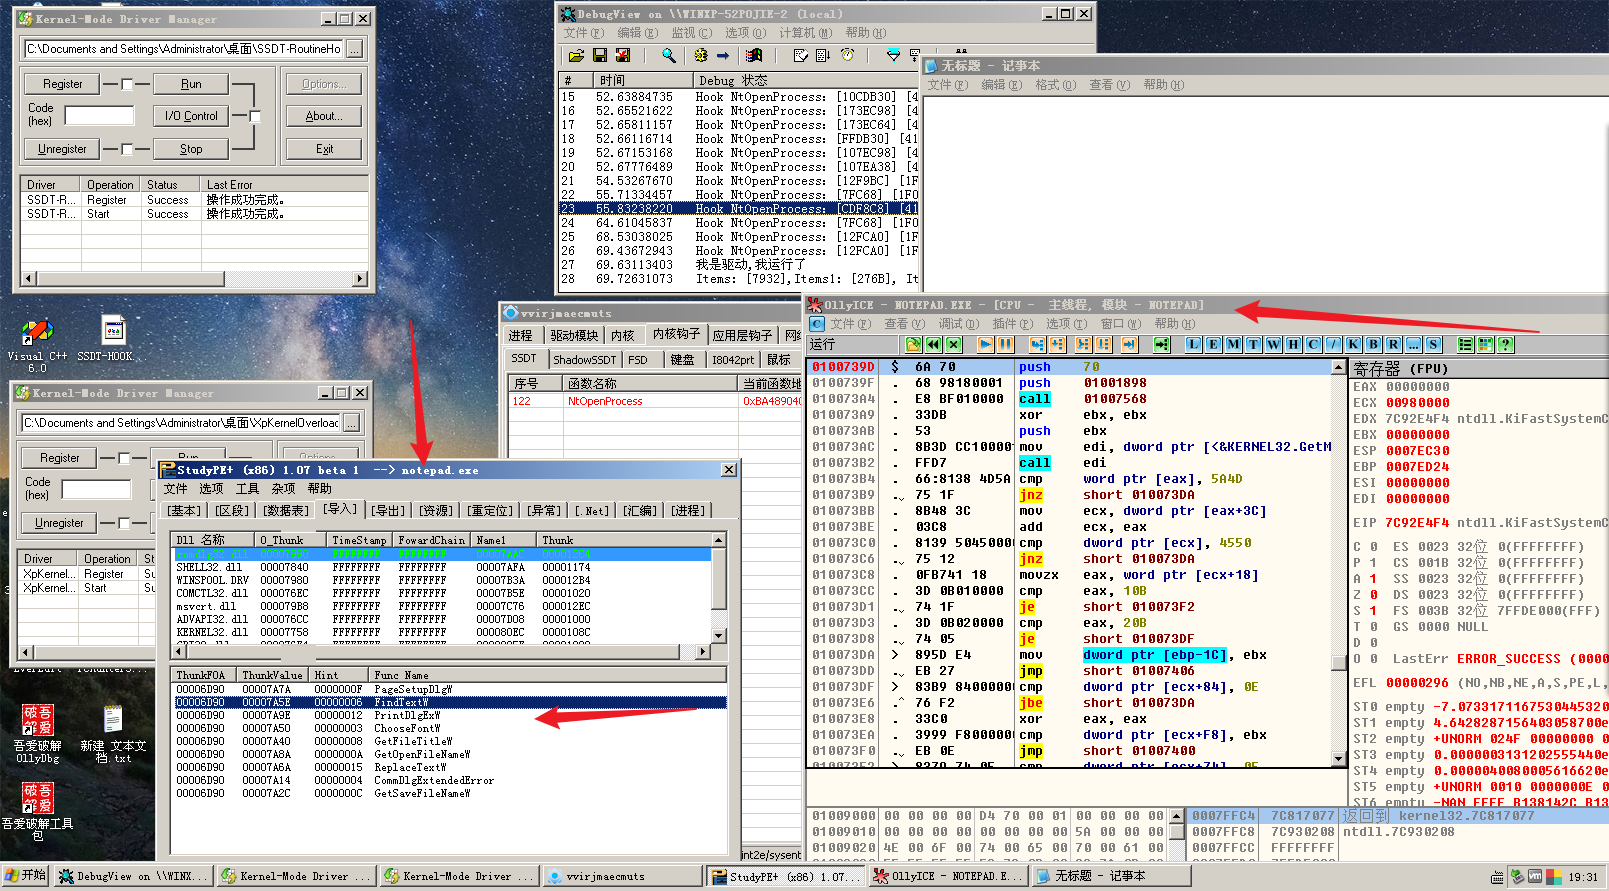 Kernel-Mode Driver Manager
C:\Documents and Settings\Administrator\桌面\SSDT-RoutineHo
...
Register
Run
Options...
Code
(hex)
I/O Control
About...
Unregister
Stop
Exit
Driver Operation Status Last Error
SSDT-R... Register Success 操作成功完成。
SSDT-R... Start Success 操作成功完成。
DebugView on \\WINXP-52POJIE-2 (local)
文件(F) 编辑(E) 监视(C) 选项(O) 计算机(M) 帮助(H)
# 时间 Debug 状态
15 52.63884735 Hook NtOpenProcess: [10CDB30] [4
16 52.65521622 Hook NtOpenProcess: [173EC98] [4
17 52.65811157 Hook NtOpenProcess: [173EC64] [4
18 52.66116714 Hook NtOpenProcess: [FFDB30] [41
19 52.67153168 Hook NtOpenProcess: [107EC98] [4
20 52.67776489 Hook NtOpenProcess: [107EA38] [4
21 54.53267670 Hook NtOpenProcess: [12F9BC] [1F
22 55.71334457 Hook NtOpenProcess: [7FC68] [1F0
23 55.83238220 Hook NtOpenProcess: [CDF8C8] [41
24 64.61045837 Hook NtOpenProcess: [7FC68] [1F0
25 68.53038025 Hook NtOpenProcess: [12FCA0] [1F
26 69.43672943 Hook NtOpenProcess: [12FCA0] [1F
27 69.63113403 我是驱动,我运行了
28 69.72631073 Items: [7932],Items1: [276B], It
无标题 - 记事本
文件(F) 编辑(E) 格式(O) 查看(V) 帮助(H)
Visual C++
6.0
SSDT-HOOK...
vvirjmaecmuts
进程 驱动模块 内核 内核钩子 应用层钩子 网络
SSDT ShadowSSDT FSD 键盘 I8042prt 鼠标
序号 函数名称 当前函数地
122 NtOpenProcess 0xBA48904
int2e/sysent
Kernel-Mode Driver Manager
C:\Documents and Settings\Administrator\桌面\XpKernelOverloac
...
Register
Run
Options...
Code
(hex)
Unregister
Driver Operation St
XpKernel... Register Su
XpKernel... Start Su
StudyPE+ (x86) 1.07 beta 1 --> notepad.exe
文件 选项 工具 杂项 帮助
[基本] [区段] [数据表] [导入] [导出] [资源] [重定位] [异常] [.Net] [汇编] [进程]
Dll 名称 O_Thunk TimeStamp FowardChain Name1 Thunk
SHELL32.dll 00007840 FFFFFFFF FFFFFFFF 00007AFA 00001174
WINSPOOL.DRV 00007980 FFFFFFFF FFFFFFFF 00007B3A 000012B4
COMCTL32.dll 000076EC FFFFFFFF FFFFFFFF 00007B5E 00001020
msvcrt.dll 000079B8 FFFFFFFF FFFFFFFF 00007C76 000012EC
ADVAPI32.dll 000076CC FFFFFFFF FFFFFFFF 00007D08 00001000
KERNEL32.dll 00007758 FFFFFFFF FFFFFFFF 000080EC 0000108C
ThunkFOA ThunkValue Hint Func Name
00006D90 00007A7A 0000000F PageSetupDlgW
00006D90 00007A5E 00000006 FindTextW
00006D90 00007A9E 00000012 PrintDlgExW
00006D90 00007A50 00000003 ChooseFontW
00006D90 00007A40 00000008 GetFileTitleW
00006D90 00007A8A 0000000A GetOpenFileNameW
00006D90 00007A6A 00000015 ReplaceTextW
00006D90 00007A14 00000004 CommDlgExtendedError
00006D90 00007A2C 0000000C GetSaveFileNameW
OllyICE - NOTEPAD.EXE - [CPU - 主线程, 模块 - NOTEPAD]
C 文件(F) 查看(V) 调试(D) 插件(P) 选项(T) 窗口(W) 帮助(H)
运行
L E M T W H C / K B R ... S ?
0100739D $ 6A 70 push 70
0100739F . 68 98180001 push 01001898
010073A4 . E8 BF010000 call 01007568
010073A9 . 33DB xor ebx, ebx
010073AB . 53 push ebx
010073AC . 8B3D CC10000 mov edi, dword ptr [<&KERNEL32.GetM
010073B2 . FFD7 call edi
010073B4 . 66:8138 4D5A cmp word ptr [eax], 5A4D
010073B9 . 75 1F jnz short 010073DA
010073BB . 8B48 3C mov ecx, dword ptr [eax+3C]
010073BE . 03C8 add ecx, eax
010073C0 . 8139 50450000 cmp dword ptr [ecx], 4550
010073C6 . 75 12 jnz short 010073DA
010073C8 . 0FB741 18 movzx eax, word ptr [ecx+18]
010073CC . 3D 0B010000 cmp eax, 10B
010073D1 . 74 1F je short 010073F2
010073D3 . 3D 0B020000 cmp eax, 20B
010073D8 . 74 05 je short 010073DF
010073DA > 895D E4 mov dword ptr [ebp-1C], ebx
010073DD . EB 27 jmp short 01007406
010073DF > 83B9 84000000 cmp dword ptr [ecx+84], 0E
010073E6 . 76 F2 jbe short 010073DA
010073E8 . 33C0 xor eax, eax
010073EA . 3999 F8000000 cmp dword ptr [ecx+F8], ebx
010073F0 . EB 0E jmp short 01007400
010073F2 > 8379 74 0E cmp dword ptr [ecx+74], 0E
寄存器 (FPU)
EAX 00000000
ECX 00980000
EDX 7C92E4F4 ntdll.KiFastSystemC
EBX 00000000
ESP 0007EC30
EBP 0007ED24
ESI 00000000
EDI 00000000
EIP 7C92E4F4 ntdll.KiFastSystemC
C 0 ES 0023 32位 0(FFFFFFFF)
P 1 CS 001B 32位 0(FFFFFFFF)
A 1 SS 0023 32位 0(FFFFFFFF)
Z 0 DS 0023 32位 0(FFFFFFFF)
S 1 FS 003B 32位 7FFDE000(FFF)
T 0 GS 0000 NULL
D 0
O 0 LastErr ERROR_SUCCESS (0000
EFL 00000296 (NO,NB,NE,A,S,PE,L,
ST0 empty -7.0733171167530445320
ST1 empty 4.6428287156403058700e
ST2 empty +UNORM 024F 00000000 0
ST3 empty 0.0000003131202555440e
ST4 empty 0.0000040080005616620e
ST5 empty +UNORM 0010 0000000E 0
ST6 empty -NAN FFFF B138142C B13
01009000 00 00 00 00 D4 70 00 01 00 00 00 00
01009010 00 00 00 00 00 00 00 00 5A 00 00 00
01009020 4E 00 6F 00 74 00 65 00 70 00 61 00
0007FFC4 7C817077 返回到 kernel32.7C817077
0007FFC8 7C930208 ntdll.7C930208
0007FFCC FFFFFFFF
破吾
爱解
吾爱破解
OllyDbg
新建 文本文
档.txt
破吾
爱解
吾爱破解工具
包
开始
DebugView on \\WINX...
Kernel-Mode Driver ...
Kernel-Mode Driver ...
vvirjmaecmuts
StudyPE+ (x86) 1.07...
OllyICE - NOTEPAD.E...
无标题 - 记事本
19:31